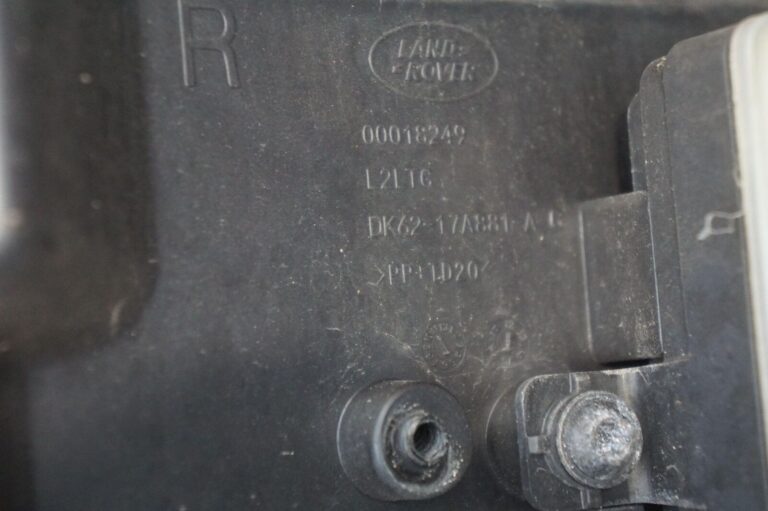 R
LAND-
-ROVER
00018249
L2LTG
DK62-17A881-A
>PP+TD20<